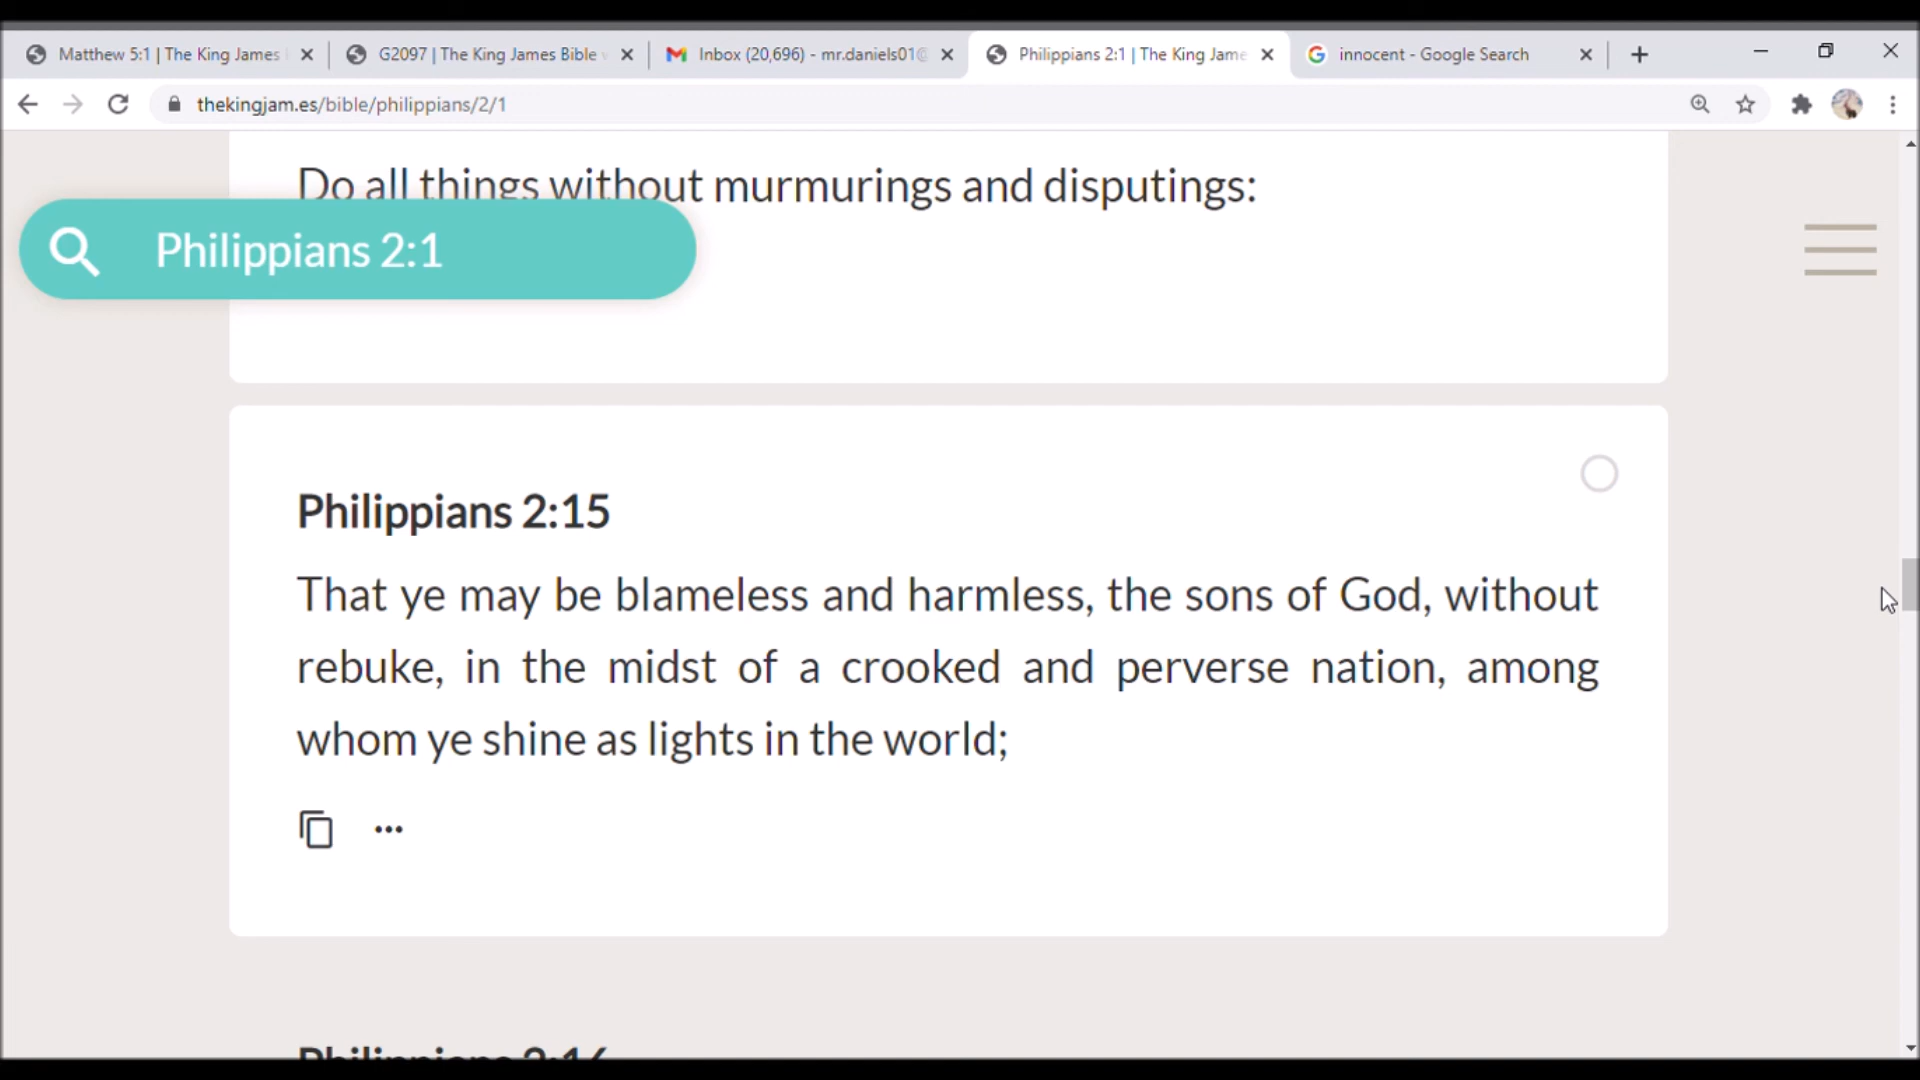 Matthew 5:1 | The King James
G2097 | The King James Bible
Inbox (20,696) - mr.daniels01@
Philippians 2:1 | The King Jame
innocent - Google Search
thekingjam.es/bible/philippians/2/1
Do all things without murmurings and disputings:
Philippians 2:1
Philippians 2:15
That ye may be blameless and harmless, the sons of God, without
rebuke, in the midst of a crooked and perverse nation, among
whom ye shine as lights in the world;
Philippians 2:16